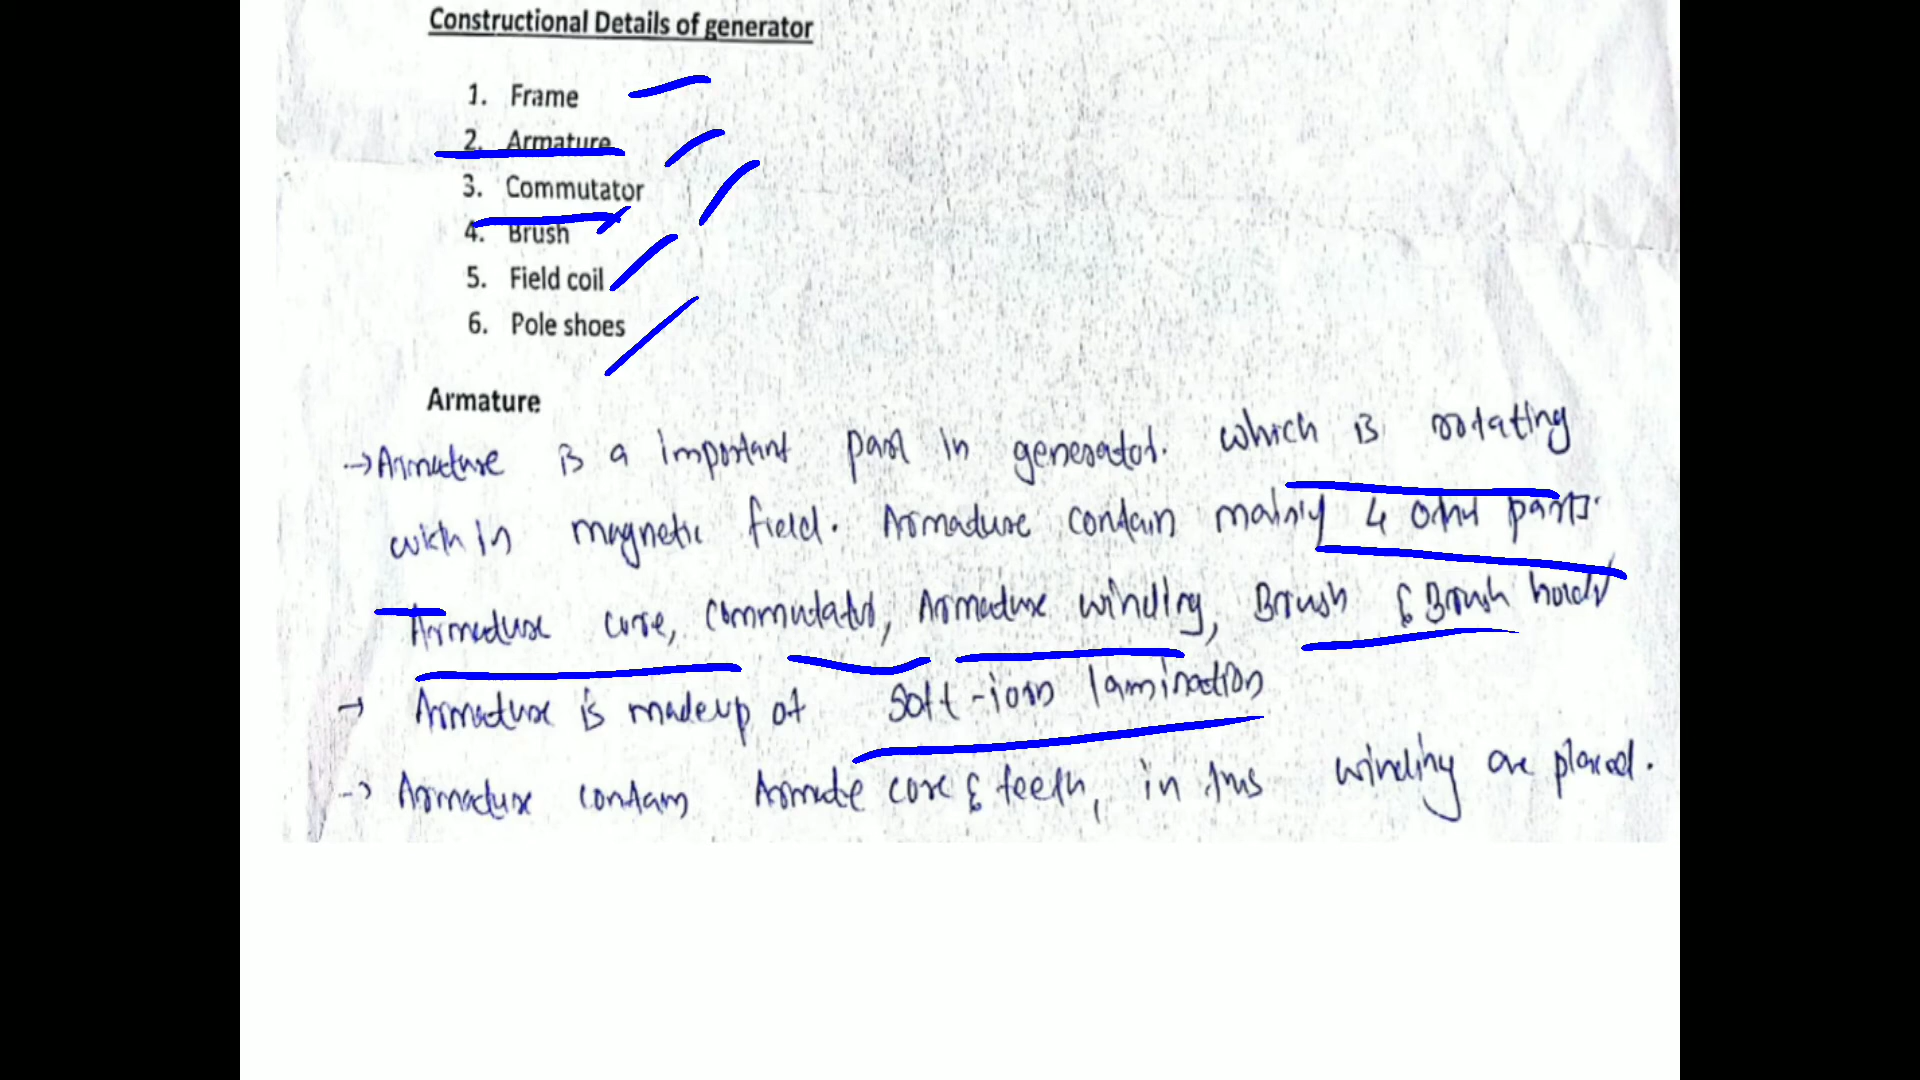 Constructional Details of generator
1. Frame
2. Armature
3. Commutator
4. Brush
5. Field coil
6. Pole shoes
Armature
→ Armature is a important part in generator. which is rotating
with in magnetic field. Armature contain mainly 4 other parts.
Armature core, Commutator, Armature winding, Brush & Brush holder
→ Armature is madeup of soft-iron lamination
→ Armature contain Armate core & teeth, in this winding are placed.